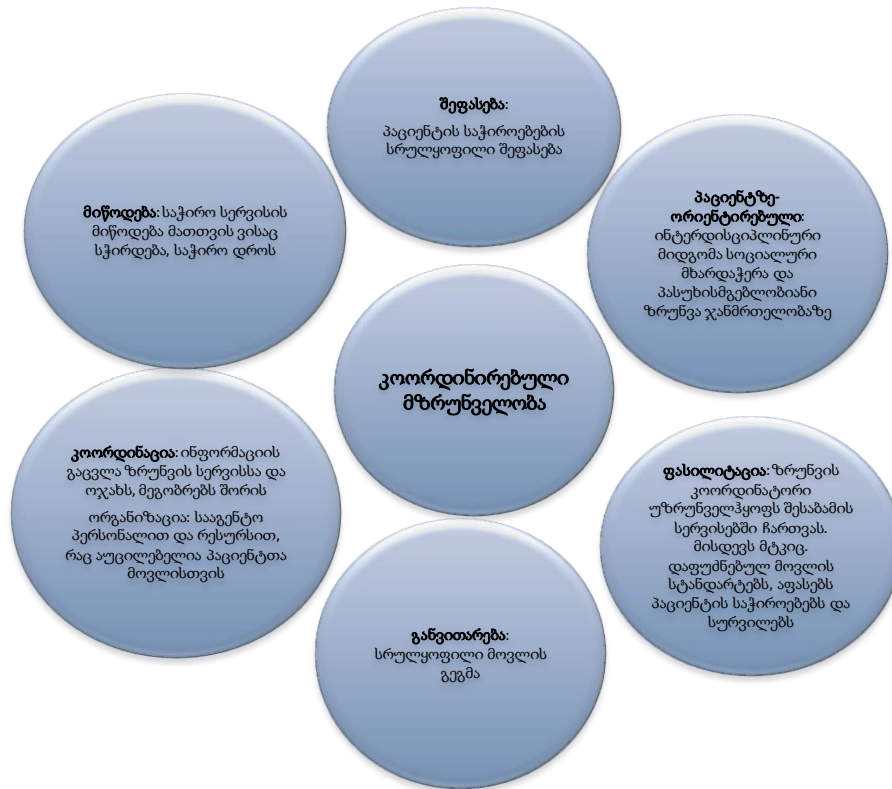 შეფასება:
პაციენტის საჭიროებების
სრულყოფილი შეფასება
მიწოდება: საჭირო სერვისის
მიწოდება მათთვის ვისაც
სჭირდება, საჭირო დროს
პაციენტზე-
ორიენტირებული:
ინტერდისციპლინური
მიდგომა სოციალური
მხარდაჭერა და
პასუხისმგებლობიანი
ზრუნვა ჯანმრთელობაზე
კოორდინირებული
მზრუნველობა
კოორდინაცია: ინფორმაციის
გაცვლა ზრუნვის სერვისსა და
ოჯახს, მეგობრებს შორის
ორგანიზაცია: სააგენტო
პერსონალით და რესურსით,
რაც აუცილებელია პაციენტთა
მოვლისთვის
ფასილიტაცია: ზრუნვის
კოორდინატორი
უზრუნველჰყოფს შესაბამის
სერვისებში ჩართვას.
მისდევს მტკიც.
დაფუძნებულ მოვლის
სტანდარტებს, აფასებს
პაციენტის საჭიროებებს და
სურვილებს
განვითარება:
სრულყოფილი მოვლის
გეგმა